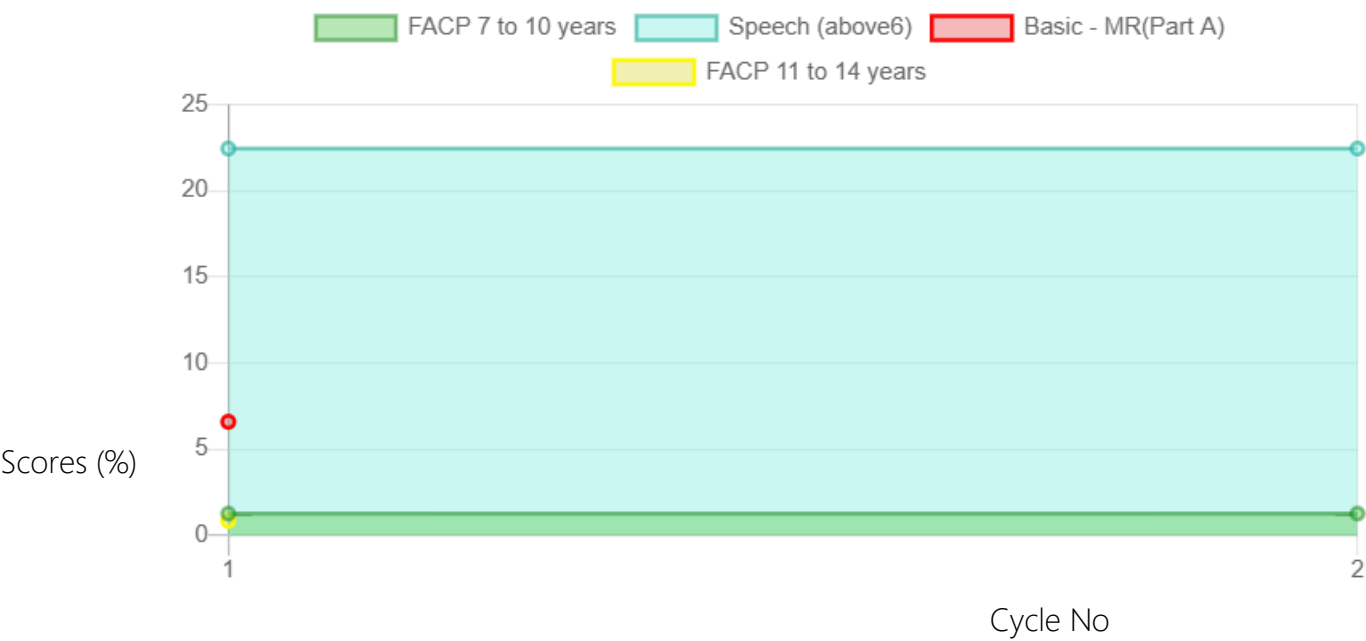 FACP 7 to 10 years Speech (above6) Basic - MR(Part A)
FACP 11 to 14 years
25
20
15
10
5
Scores (%)
0
1 2
Cycle No